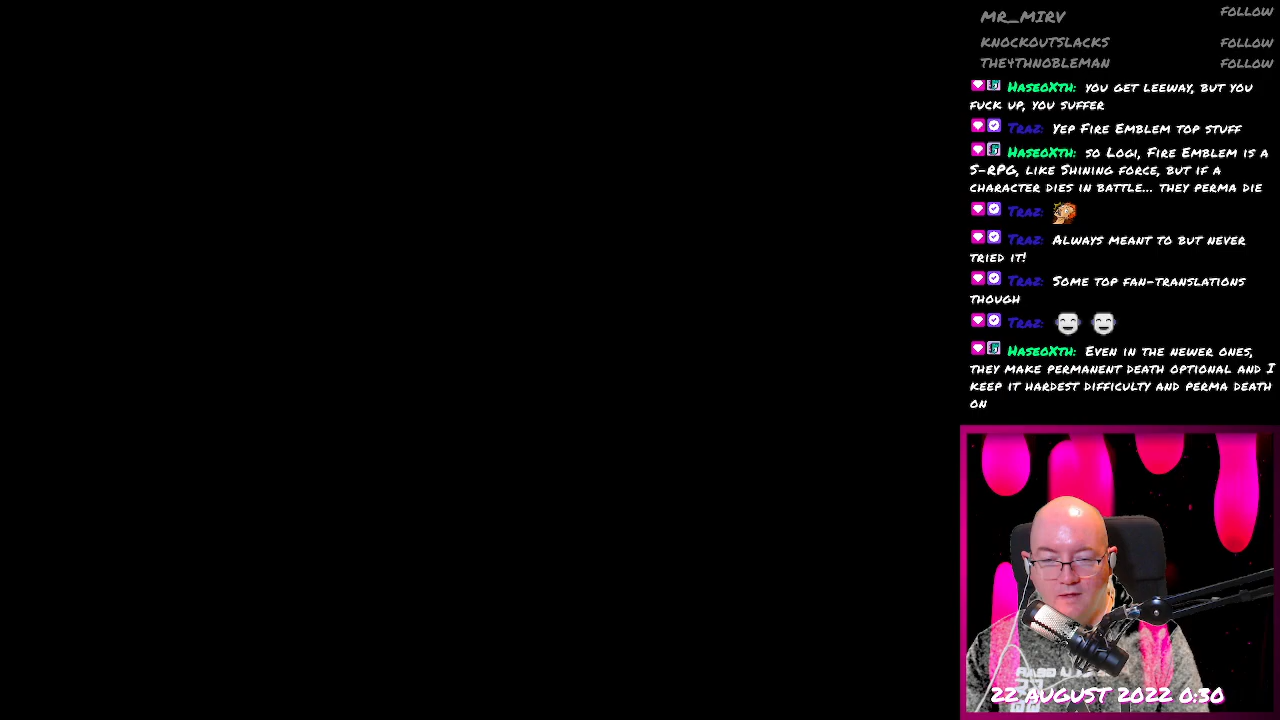 MR_MIRV FOLLOW
KNOCKOUTSLACKS FOLLOW
THE4THNOBLEMAN FOLLOW
HASEOXTH: YOU GET LEEWAY, BUT YOU
FUCK UP, YOU SUFFER
TRAZ: YEP FIRE EMBLEM TOP STUFF
HASEOXTH: SO LOGI, FIRE EMBLEM IS A
S-RPG, LIKE SHINING FORCE, BUT IF A
CHARACTER DIES IN BATTLE... THEY PERMA DIE
TRAZ:
TRAZ: ALWAYS MEANT TO BUT NEVER
TRIED IT!
TRAZ: SOME TOP FAN-TRANSLATIONS
THOUGH
TRAZ:
HASEOXTH: EVEN IN THE NEWER ONES,
THEY MAKE PERMANENT DEATH OPTIONAL AND I
KEEP IT HARDEST DIFFICULTY AND PERMA DEATH
ON
22 AUGUST 2022 0:30